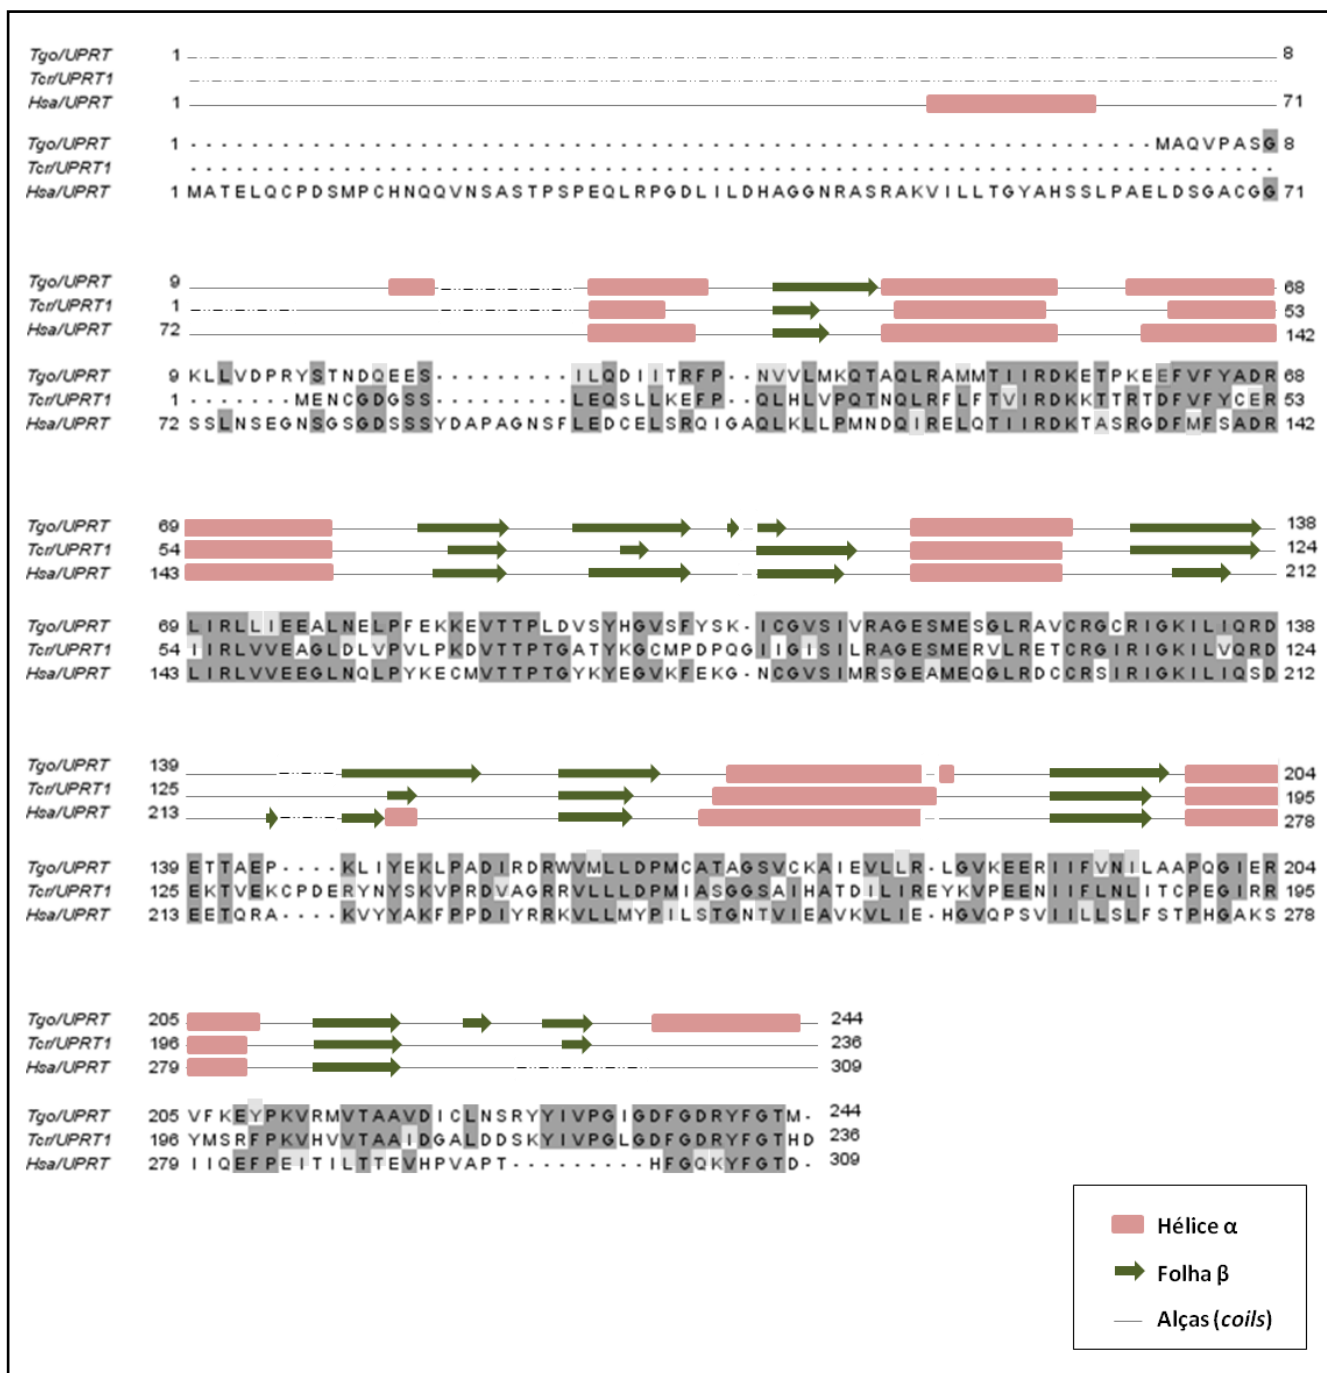 Tgo/UPRT 1 8
Tcr/UPRT1
Hsa/UPRT 1 71
Tgo/UPRT 1 - - - - - - - - - - - - - - - - - - - - - - - - - - - - - - - - - - - - - - - - - - - - - - - - - - - - - - - - - - - - - - - MAQVPASG 8
Tcr/UPRT1 - - - - - - - - - - - - - - - - - - - - - - - - - - - - - - - - - - - - - - - - - - - - - - - - - - - - - - - - - - - - - - - - - - - - - - -
Hsa/UPRT 1 MATELQCPDSMPCHNQQVNSASTPSPEQLRPGDLILDHAGGNRASRAKVILLTGYAHSSLPAELDSGACGG 71
Tgo/UPRT 9 68
Tcr/UPRT1 1 53
Hsa/UPRT 72 142
Tgo/UPRT 9 KLLVDPRYSTNDQEES---------ILQDIITRFP--NVVLMKQTAQLRAMMTIIRDKETPKEEFVFYADR 68
Tcr/UPRT1 1 -------MENCGDGSS---------LEQSLLKEFP--QLHLVPQTNQLRFLFTVIRDKKTTRTDFVFYCER 53
Hsa/UPRT 72 SSLNSEGNSGSGDSSSYDAPAGNSFLEDCELSRQIGAQLKLLPMNDQIRELQTIIRDKTASRGDFMFSADR 142
Tgo/UPRT 69 138
Tcr/UPRT1 54 124
Hsa/UPRT 143 212
Tgo/UPRT 69 LIRLLIEEALNELPFEKKEVTTPLDVSYHGVSFYSK-ICGVSIVRAGESMESGLRAVCRGCRIGKILIQRD 138
Tcr/UPRT1 54 IIRLVVEAGLDLVPVLPKDVTTPTGATYKGCMPDPQGIIGISILRAGESMERVLRETCRGIRIGKILVQRD 124
Hsa/UPRT 143 LIRLVVEEGLNQLPYKECMVTTPTGYKYEGVKFEKG-NCGVSIMRSGEAMEQGLRDCCRSIRIGKILIQSD 212
Tgo/UPRT 139 204
Tcr/UPRT1 125 195
Hsa/UPRT 213 278
Tgo/UPRT 139 ETTAEP----KLIYEKLPADIRDRWVMLLDPMCATAGSVCKAIEVLLR-LGVKEERIIFVNILAAPQGIER 204
Tcr/UPRT1 125 EKTVEKCPDERYNYSKVPRDVAGRRVLLLDPMIASGGSAIHATDILIREYKVPEENIIFLNLITCPEGIRR 195
Hsa/UPRT 213 EETQRA----KVYYAKFPPDIYRRKVLLMYPILSTGNTVIEAVKVLIE-HGVQPSVIILLSLFSTPHGAKS 278
Tgo/UPRT 205 244
Tcr/UPRT1 196 236
Hsa/UPRT 279 309
Tgo/UPRT 205 VFKEYPKVRMVTAAVDICLNSRYYIVPGIGDFGDRYFGTM- 244
Tcr/UPRT1 196 YMSRFPKVHVVTAAIDGALDDSKYIVPGLGDFGDRYFGTHD 236
Hsa/UPRT 279 IIQEFPEITILTTEVHPVAPT---------HFGQKYFGTD- 309
Hélice α
Folha β
Alças (coils)